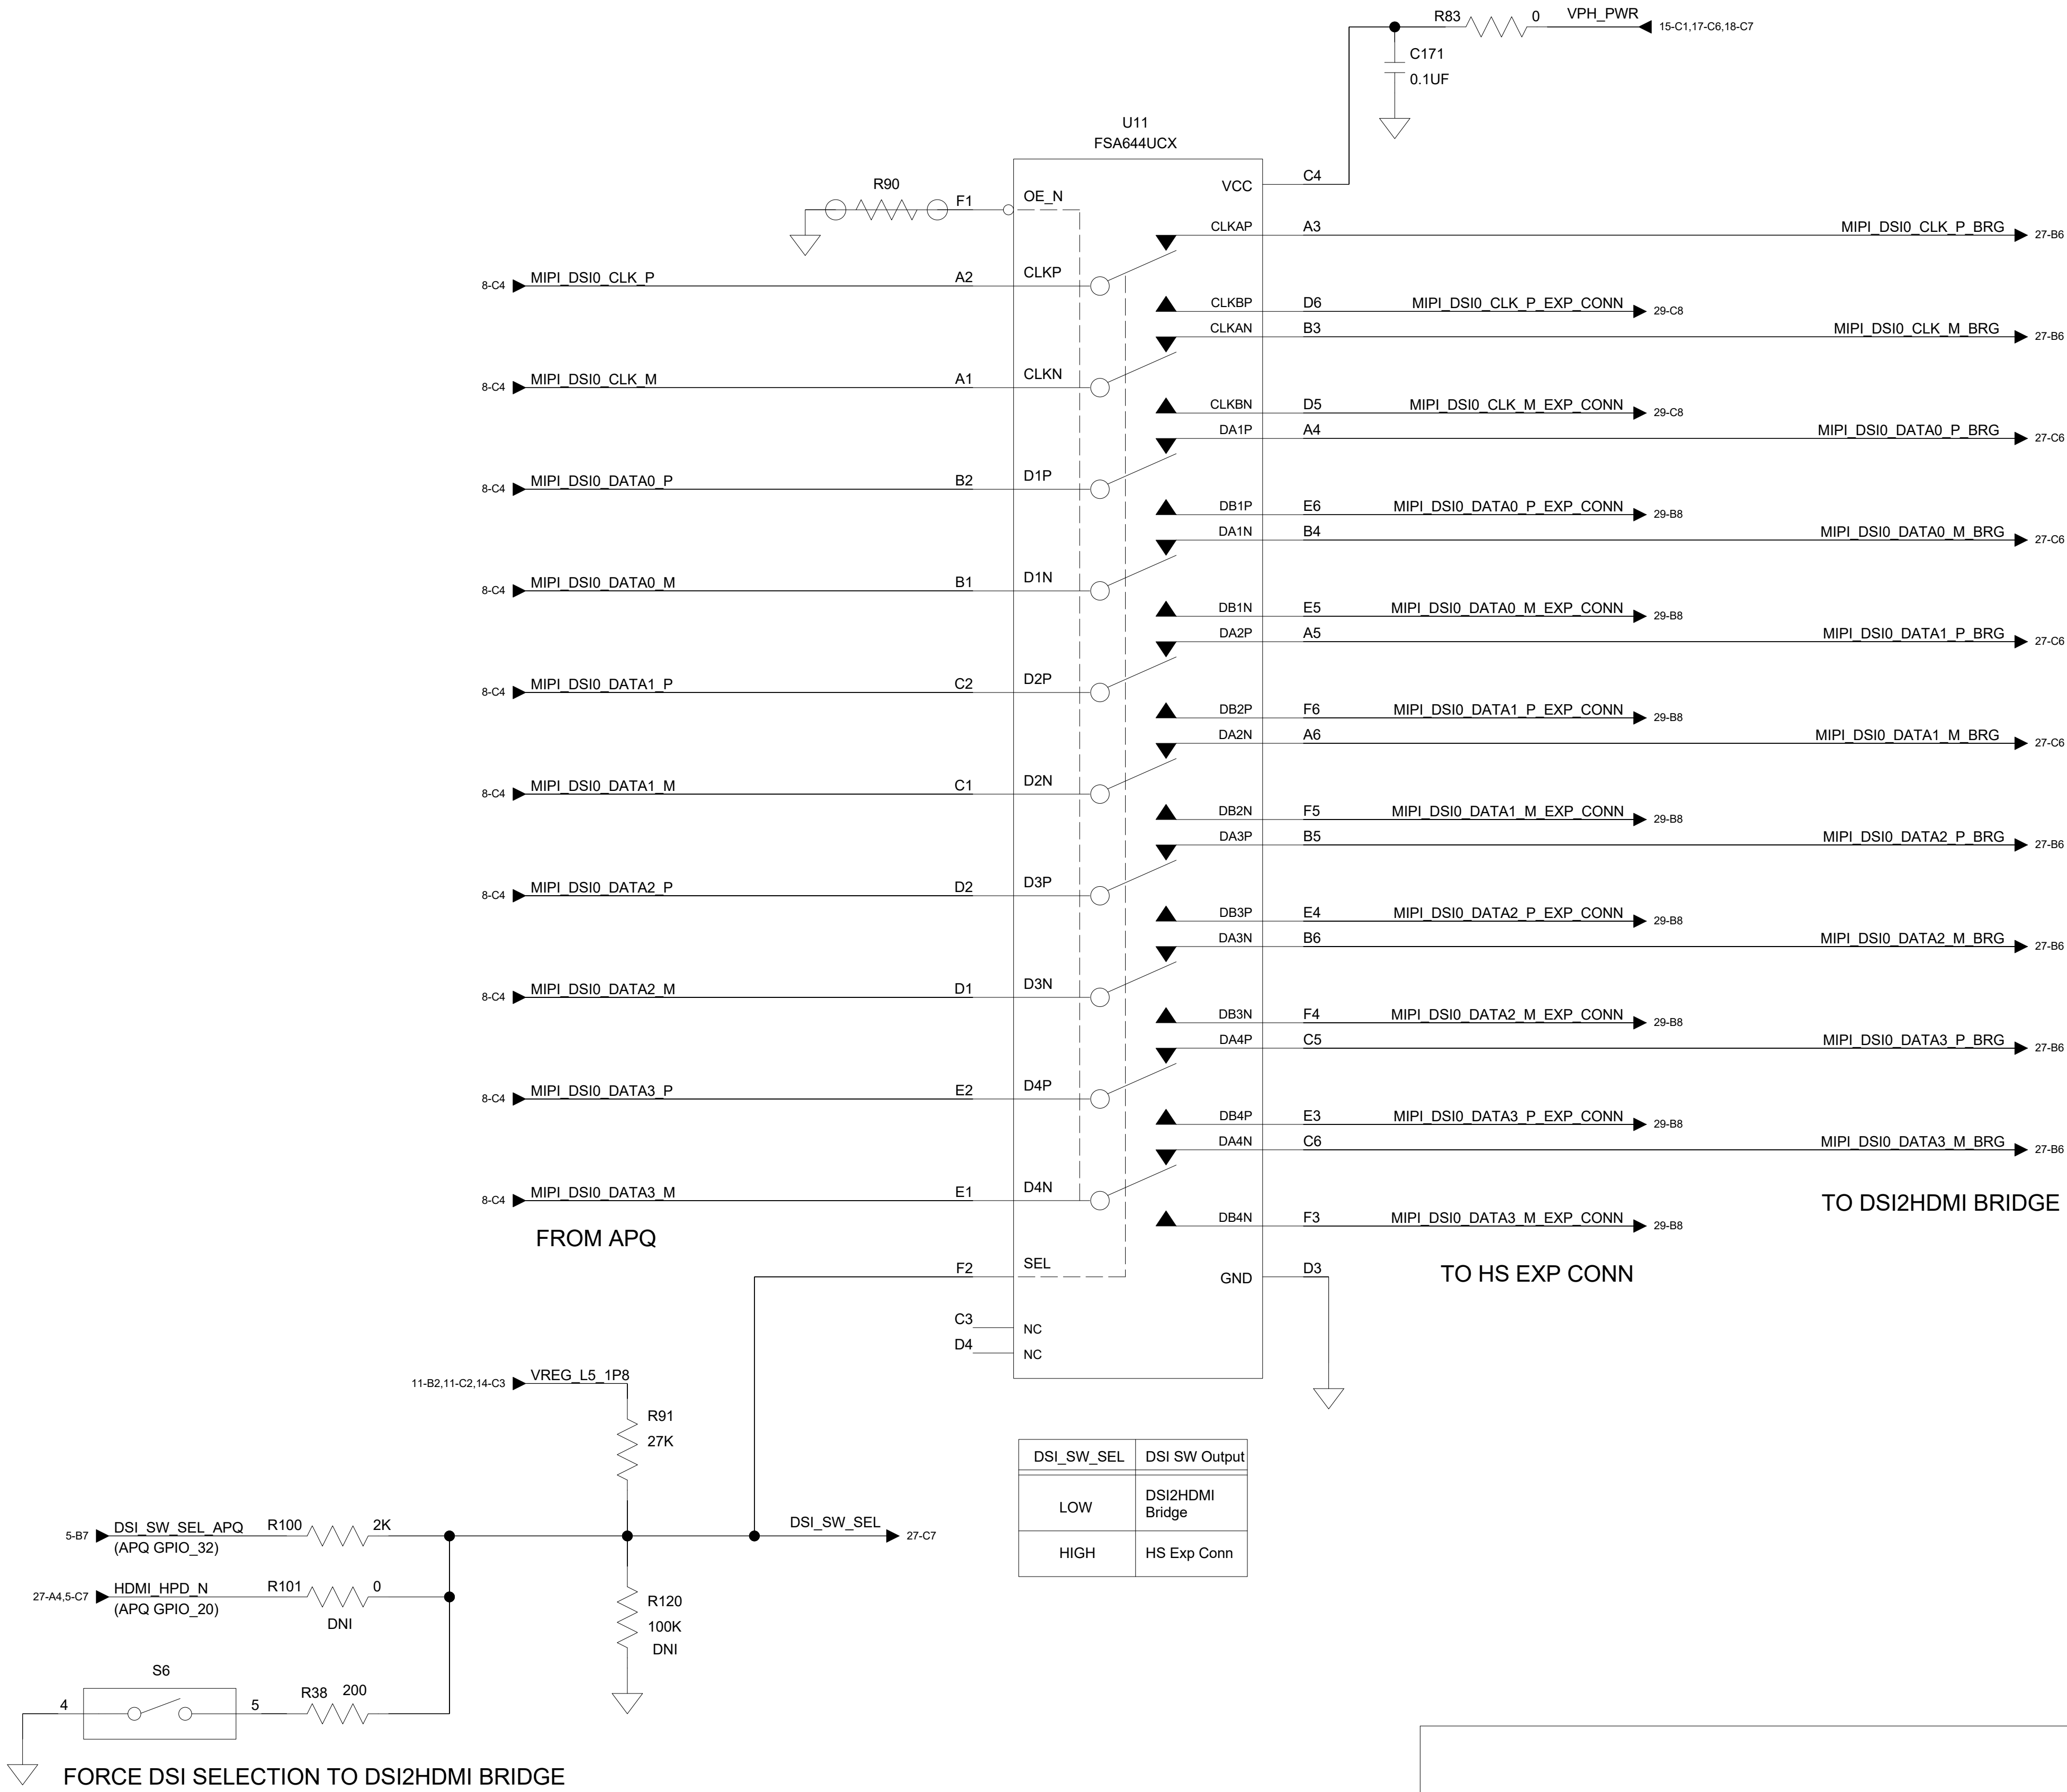 R83 0 VPH_PWR 15-C1,17-C6,18-C7
C171
0.1UF
U11
FSA644UCX
R90 F1 OE_N VCC C4
CLKAP A3 MIPI_DSI0_CLK_P_BRG 27-B6
8-C4 MIPI_DSI0_CLK_P A2 CLKP
CLKBP D6 MIPI_DSI0_CLK_P_EXP_CONN 29-C8
CLKAN B3 MIPI_DSI0_CLK_M_BRG 27-B6
8-C4 MIPI_DSI0_CLK_M A1 CLKN
CLKBN D5 MIPI_DSI0_CLK_M_EXP_CONN 29-C8
DA1P A4 MIPI_DSI0_DATA0_P_BRG 27-C6
8-C4 MIPI_DSI0_DATA0_P B2 D1P
DB1P E6 MIPI_DSI0_DATA0_P_EXP_CONN 29-B8
DA1N B4 MIPI_DSI0_DATA0_M_BRG 27-C6
8-C4 MIPI_DSI0_DATA0_M B1 D1N
DB1N E5 MIPI_DSI0_DATA0_M_EXP_CONN 29-B8
DA2P A5 MIPI_DSI0_DATA1_P_BRG 27-C6
8-C4 MIPI_DSI0_DATA1_P C2 D2P
DB2P F6 MIPI_DSI0_DATA1_P_EXP_CONN 29-B8
DA2N A6 MIPI_DSI0_DATA1_M_BRG 27-C6
8-C4 MIPI_DSI0_DATA1_M C1 D2N
DB2N F5 MIPI_DSI0_DATA1_M_EXP_CONN 29-B8
DA3P B5 MIPI_DSI0_DATA2_P_BRG 27-B6
8-C4 MIPI_DSI0_DATA2_P D2 D3P
DB3P E4 MIPI_DSI0_DATA2_P_EXP_CONN 29-B8
DA3N B6 MIPI_DSI0_DATA2_M_BRG 27-B6
8-C4 MIPI_DSI0_DATA2_M D1 D3N
DB3N F4 MIPI_DSI0_DATA2_M_EXP_CONN 29-B8
DA4P C5 MIPI_DSI0_DATA3_P_BRG 27-B6
8-C4 MIPI_DSI0_DATA3_P E2 D4P
DB4P E3 MIPI_DSI0_DATA3_P_EXP_CONN 29-B8
DA4N C6 MIPI_DSI0_DATA3_M_BRG 27-B6
8-C4 MIPI_DSI0_DATA3_M E1 D4N
TO DSI2HDMI BRIDGE
DB4N F3 MIPI_DSI0_DATA3_M_EXP_CONN 29-B8
FROM APQ
F2 SEL GND D3
TO HS EXP CONN
C3 NC
D4 NC
11-B2,11-C2,14-C3 VREG_L5_1P8
R91
27K
DSI_SW_SEL DSI SW Output
LOW DSI2HDMI
Bridge
HIGH HS Exp Conn
5-B7 DSI_SW_SEL_APQ R100 2K DSI_SW_SEL 27-C7
(APQ GPIO_32)
27-A4,5-C7 HDMI_HPD_N R101 0
(APQ GPIO_20)
DNI
R120
100K
DNI
S6
4 5 R38 200
FORCE DSI SELECTION TO DSI2HDMI BRIDGE